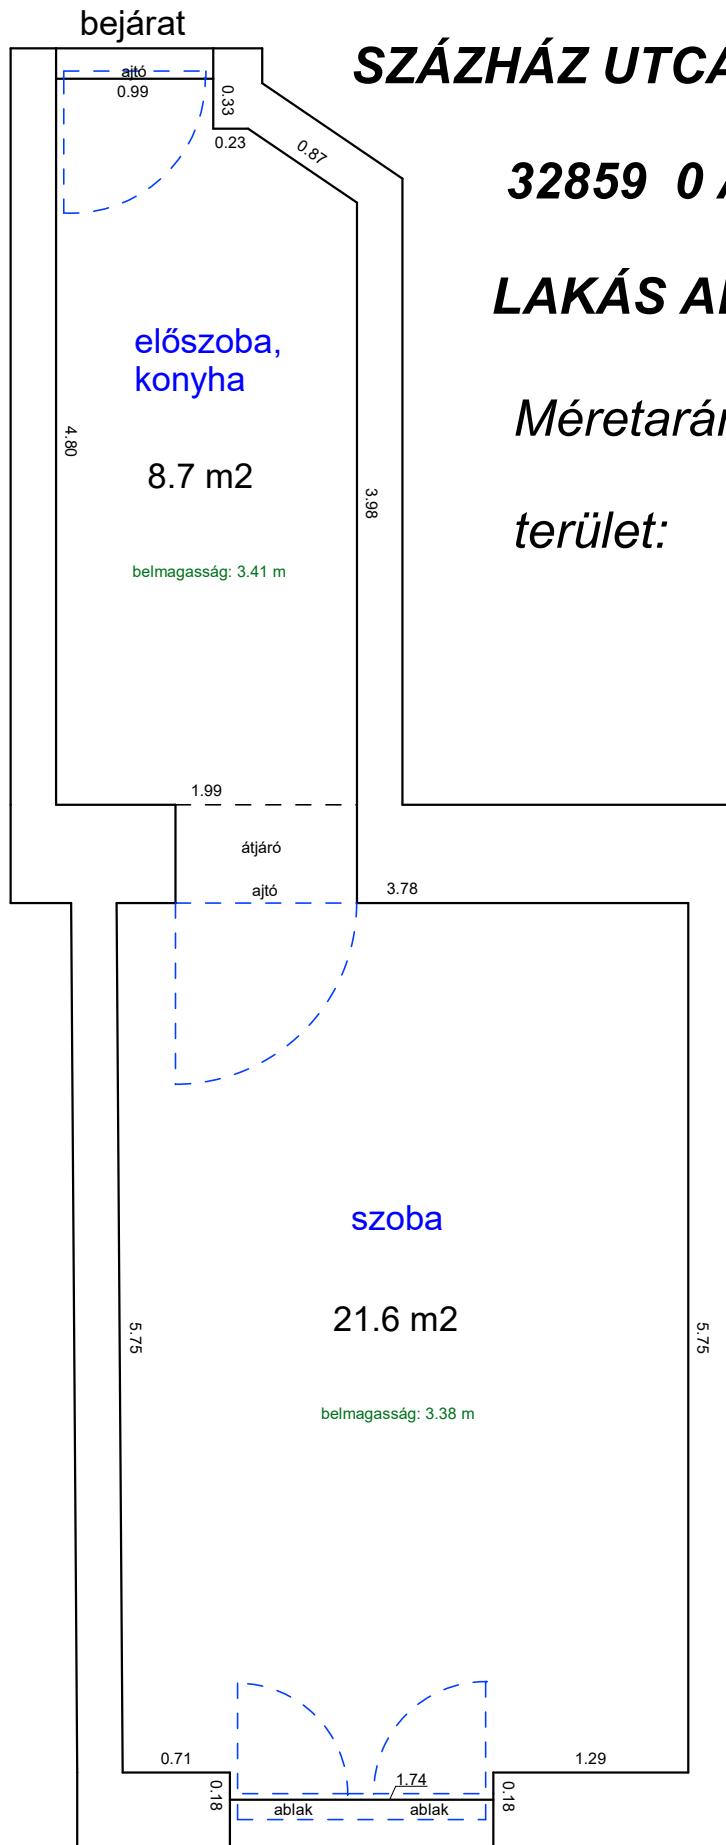 bejárat
SZÁZHÁZ UTCA
ajtó
0.99
0.33
0.23
0.87
32859 0
LAKÁS
előszoba,
konyha
4.80
8.7 m2
3.98
terület:
belmagasság: 3.41 m
1.99
átjáró
ajtó
3.78
szoba
21.6 m2
5.75
5.75
belmagasság: 3.38 m
0.71
1.29
0.18
1.74
0.18
ablak
ablak